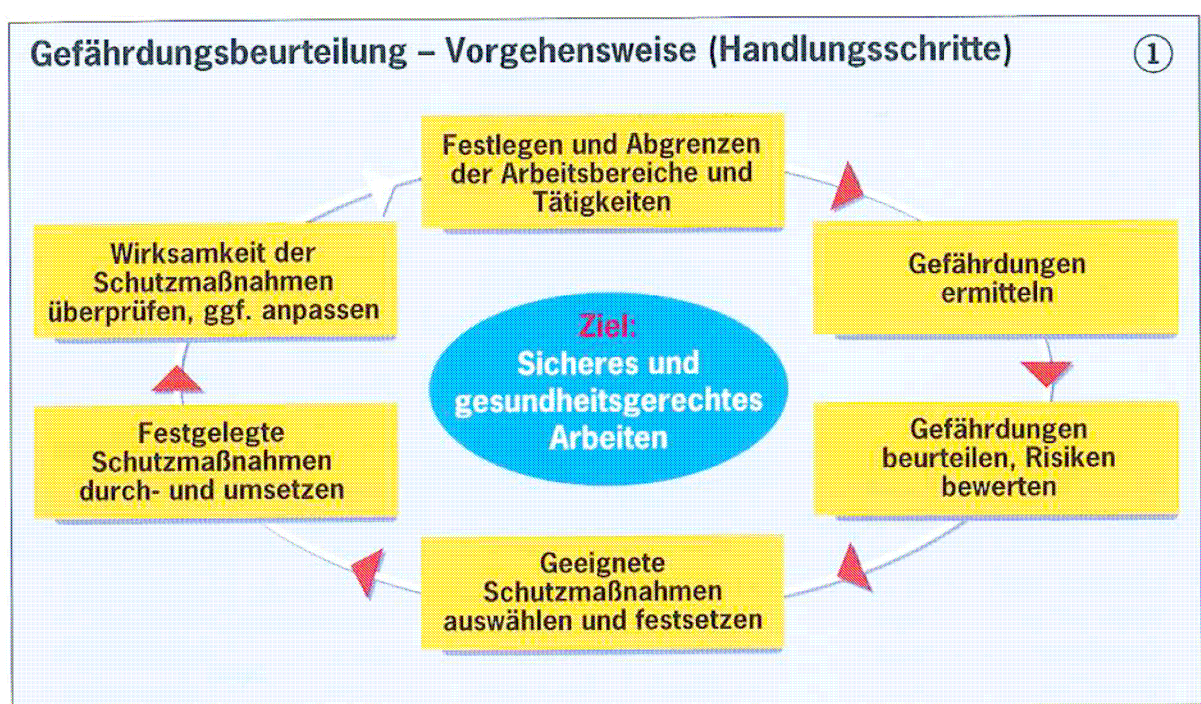 Gefährdungsbeurteilung – Vorgehensweise (Handlungsschritte)
①
Festlegen und Abgrenzen
der Arbeitsbereiche und
Tätigkeiten
Gefährdungen
ermitteln
Gefährdungen
beurteilen, Risiken
bewerten
Geeignete
Schutzmaßnahmen
auswählen und festsetzen
Festgelegte
Schutzmaßnahmen
durch- und umsetzen
Wirksamkeit der
Schutzmaßnahmen
überprüfen, ggf. anpassen
Ziel:
Sicheres und
gesundheitsgerechtes
Arbeiten